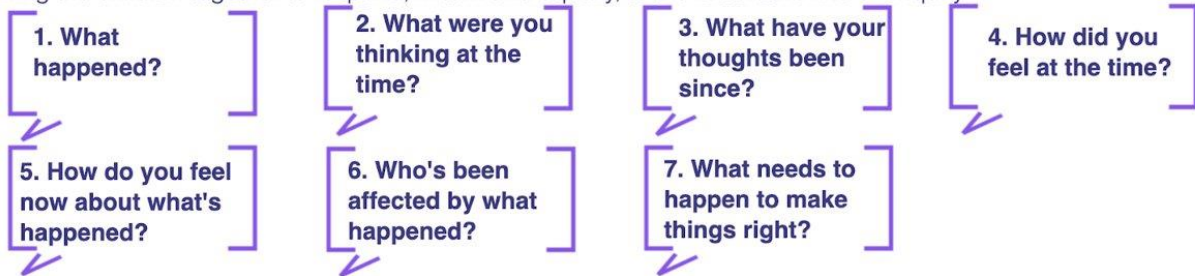 1. What
happened?
2. What were you
thinking at the
time?
3. What have your
thoughts been
since?
4. How did you
feel at the time?
5. How do you feel
now about what's
happened?
6. Who's been
affected by what
happened?
7. What needs to
happen to make
things right?